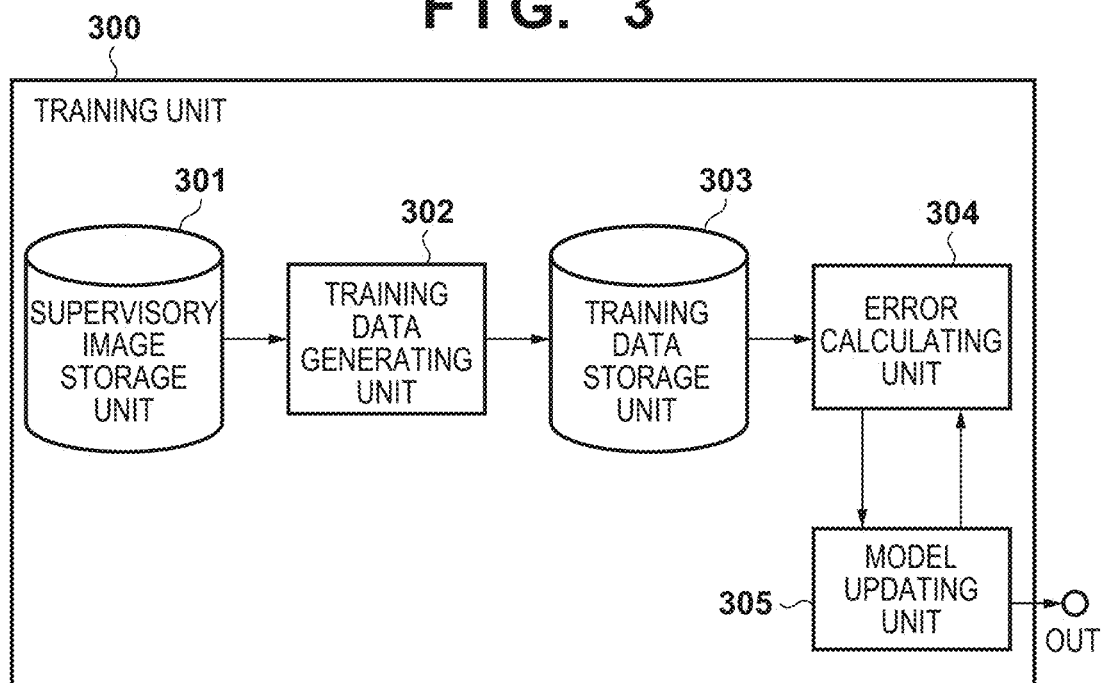 FIG. 3
300
TRAINING UNIT
301
302
303
304
SUPERVISORY
IMAGE
STORAGE
UNIT
TRAINING
DATA
GENERATING
UNIT
TRAINING
DATA
STORAGE
UNIT
ERROR
CALCULATING
UNIT
305
MODEL
UPDATING
UNIT
OUT